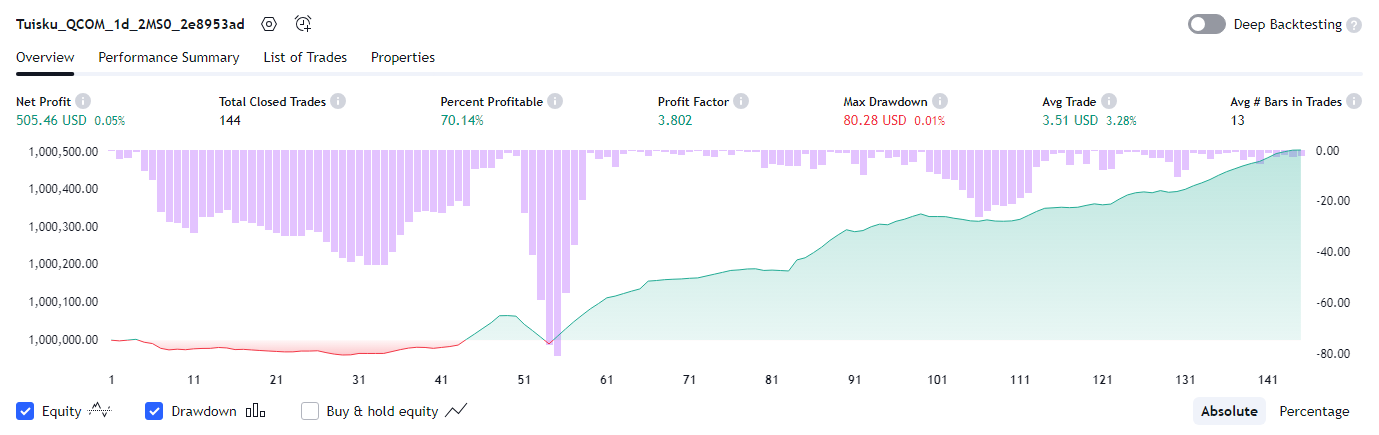 Tuisku_QCOM_1d_2MS0_2e8953ad
Deep Backtesting ?
Overview Performance Summary List of Trades Properties
Net Profit i Total Closed Trades i Percent Profitable i Profit Factor i Max Drawdown i Avg Trade i Avg # Bars in Trades i
505.46 USD 0.05% 144 70.14% 3.802 80.28 USD 0.01% 3.51 USD 3.28% 13
1,000,500.00 0.00
1,000,400.00 -20.00
1,000,300.00
1,000,200.00 -40.00
1,000,100.00 -60.00
1,000,000.00 -80.00
1 11 21 31 41 51 61 71 81 91 101 111 121 131 141
Equity Drawdown Buy & hold equity Absolute Percentage